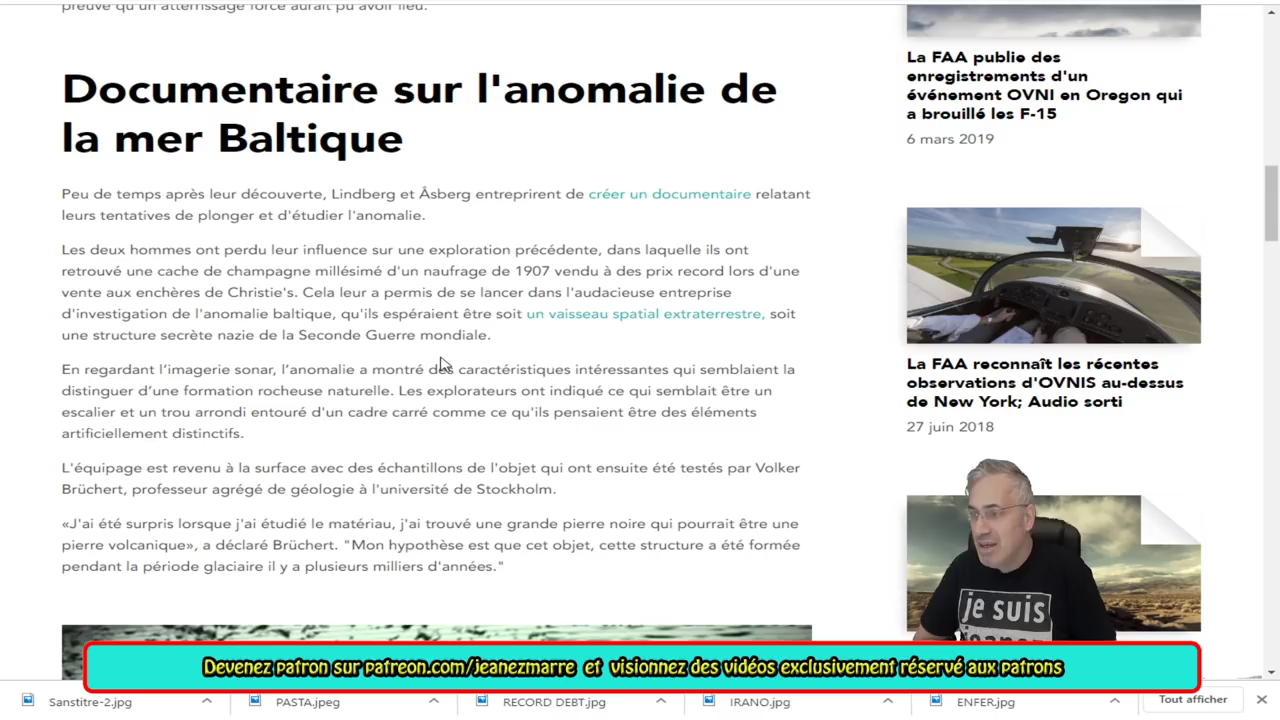 preuve qu'un atterrissage forcé aurait pu avoir lieu.
Documentaire sur l'anomalie de
la mer Baltique
Peu de temps après leur découverte, Lindberg et Åsberg entreprirent de créer un documentaire relatant
leurs tentatives de plonger et d'étudier l'anomalie.
Les deux hommes ont perdu leur influence sur une exploration précédente, dans laquelle ils ont
retrouvé une cache de champagne millésimé d'un naufrage de 1907 vendu à des prix record lors d'une
vente aux enchères de Christie's. Cela leur a permis de se lancer dans l'audacieuse entreprise
d'investigation de l'anomalie baltique, qu'ils espéraient être soit un vaisseau spatial extraterrestre, soit
une structure secrète nazie de la Seconde Guerre mondiale.
En regardant l’imagerie sonar, l’anomalie a montré des caractéristiques intéressantes qui semblaient la
distinguer d’une formation rocheuse naturelle. Les explorateurs ont indiqué ce qui semblait être un
escalier et un trou arrondi entouré d'un cadre carré comme ce qu'ils pensaient être des éléments
artificiellement distinctifs.
L'équipage est revenu à la surface avec des échantillons de l'objet qui ont ensuite été testés par Volker
Brüchert, professeur agrégé de géologie à l'université de Stockholm.
«J'ai été surpris lorsque j'ai étudié le matériau, j'ai trouvé une grande pierre noire qui pourrait être une
pierre volcanique», a déclaré Brüchert. "Mon hypothèse est que cet objet, cette structure a été formée
pendant la période glaciaire il y a plusieurs milliers d'années."
La FAA publie des
enregistrements d'un
événement OVNI en Oregon qui
a brouillé les F-15
6 mars 2019
La FAA reconnaît les récentes
observations d'OVNIS au-dessus
de New York; Audio sorti
27 juin 2018
je suis
Devenez patron sur patreon.com/jeanezmarre et visionnez des vidéos exclusivement réservé aux patrons
Sanstitre-2.jpg
PASTA.jpeg
RECORD DEBT.jpg
IRANO.jpg
ENFER.jpg
Tout afficher